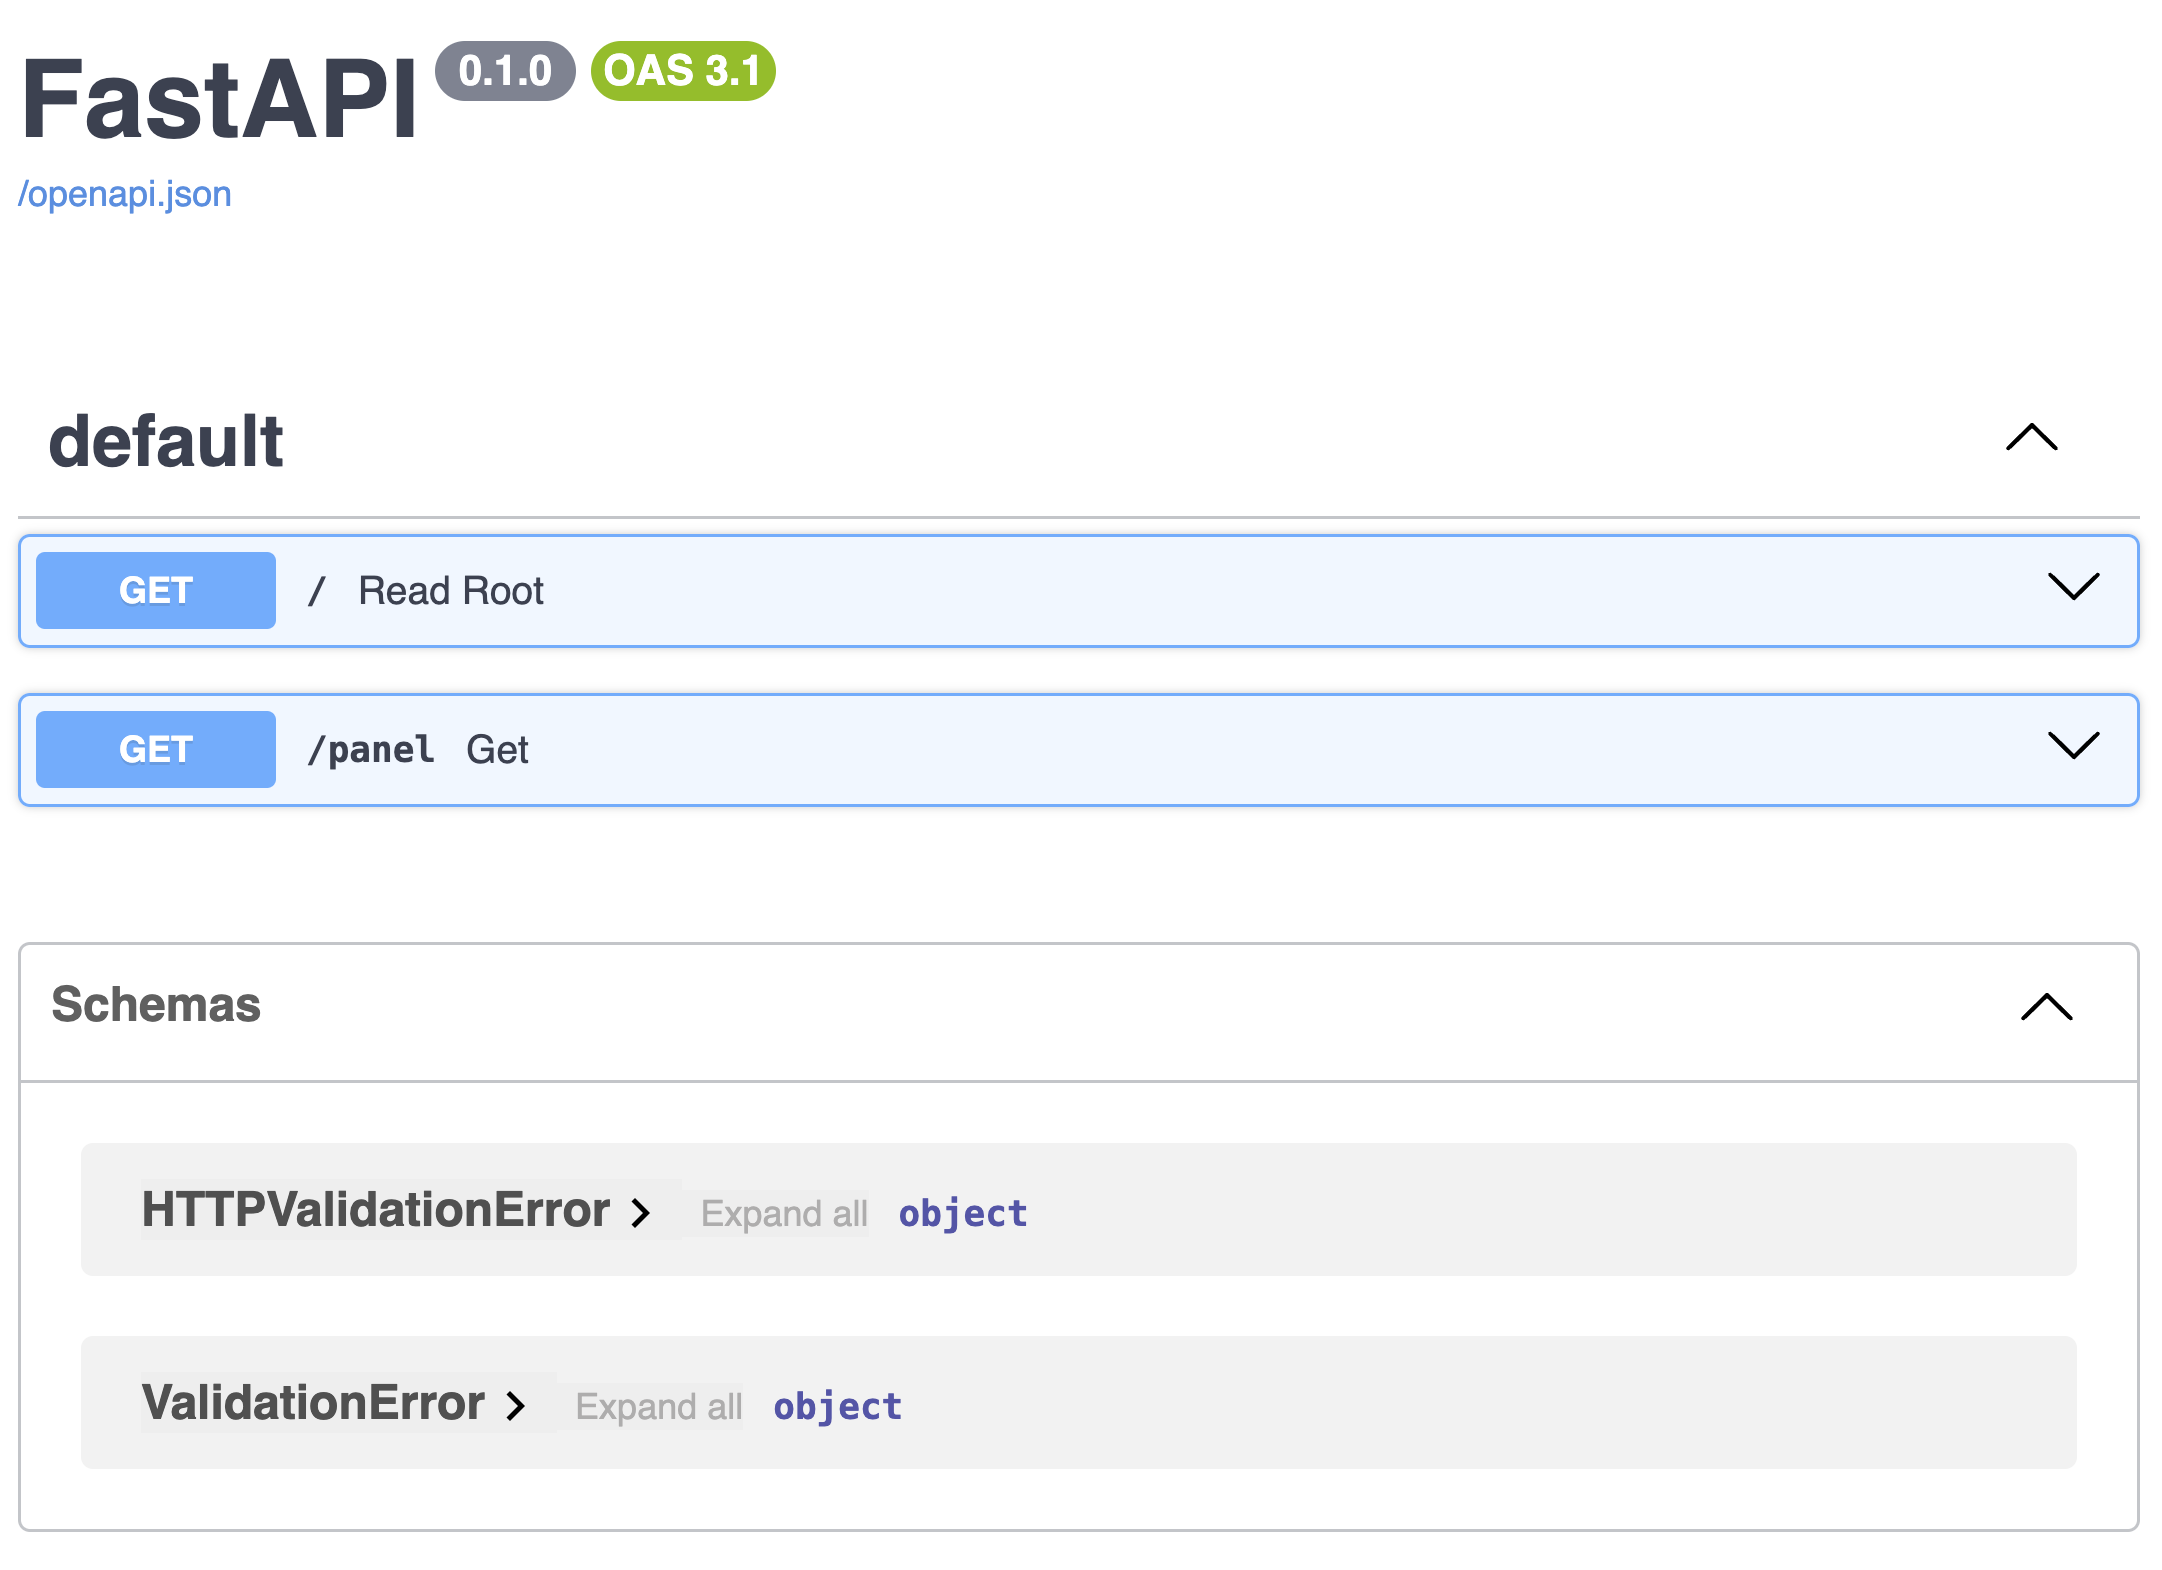 FastAPI 0.1.0 OAS 3.1
/openapi.json
default
GET / Read Root
GET /panel Get
Schemas
HTTPValidationError Expand all object
ValidationError Expand all object